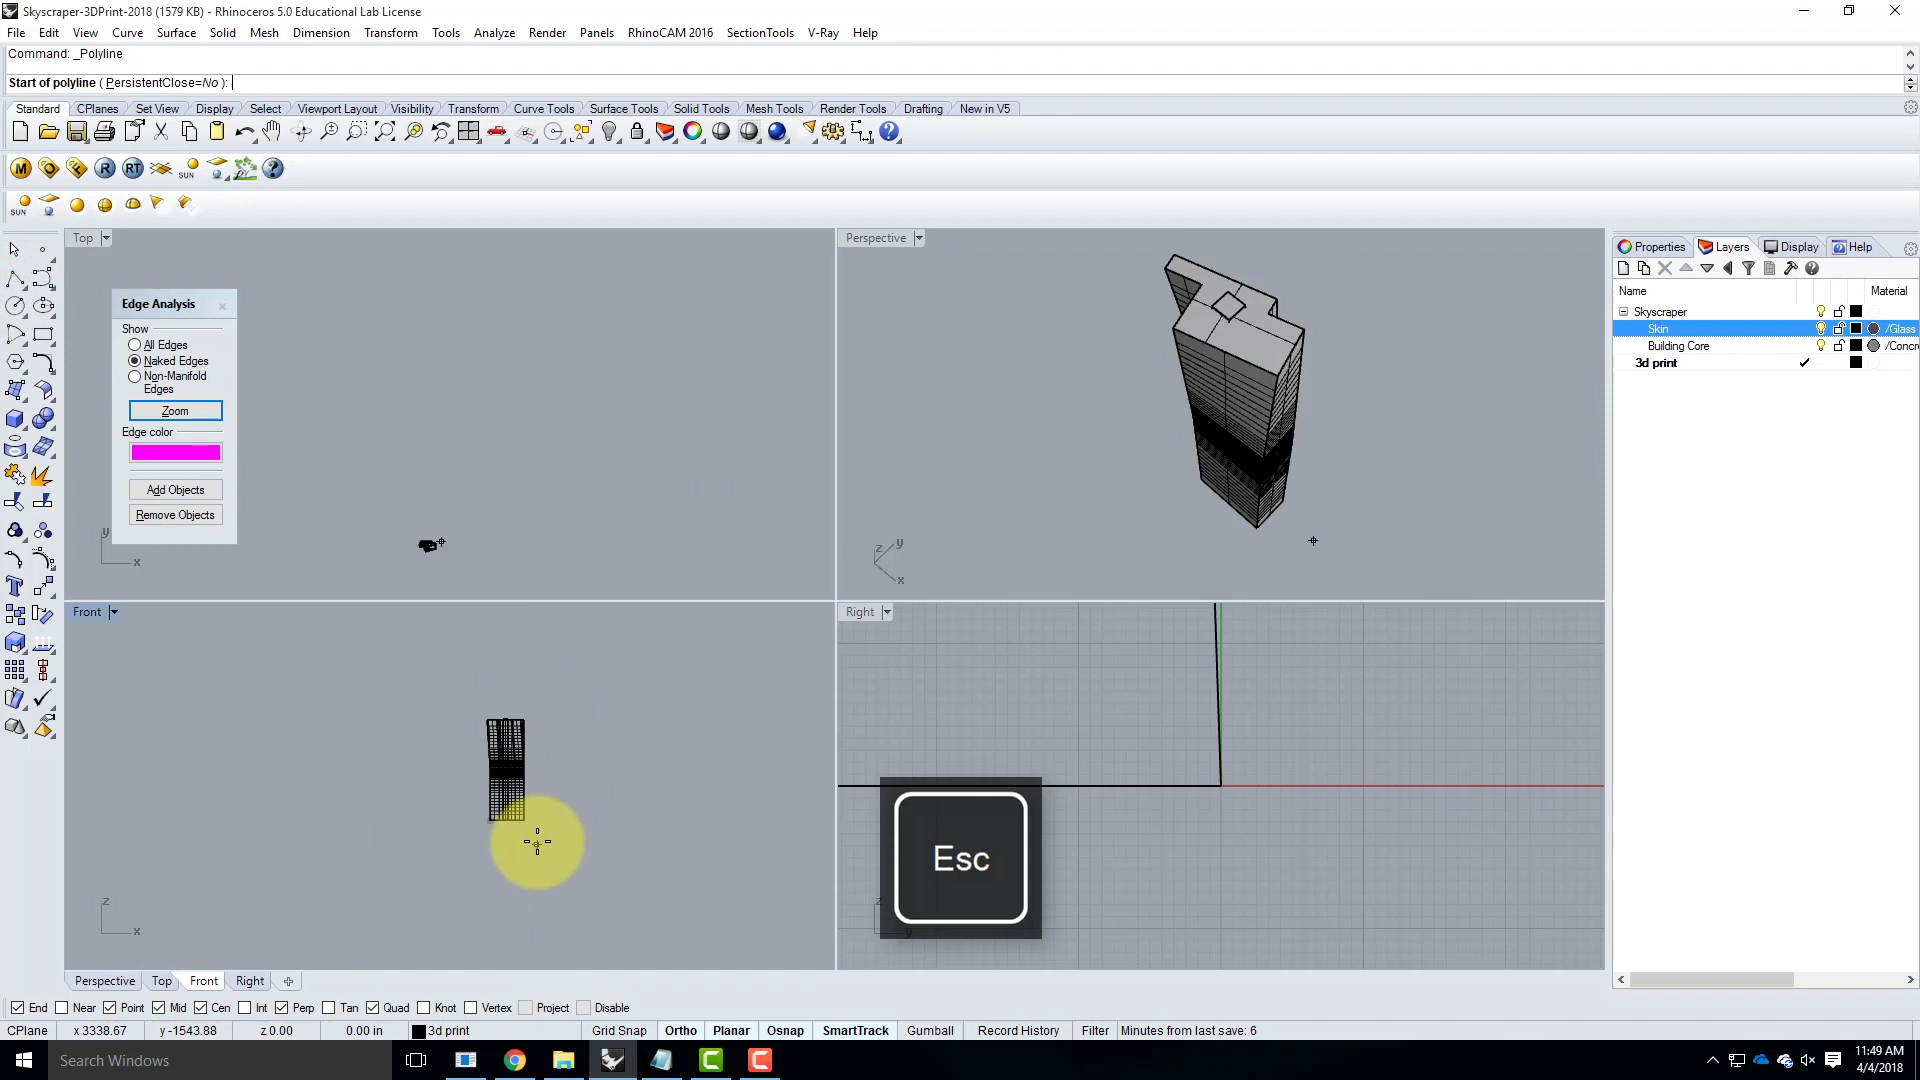 Skyscraper-3DPrint-2018 (1579 KB) - Rhinoceros 5.0 Educational Lab License
File Edit View Curve Surface Solid Mesh Dimension Transform Tools Analyze Render Panels RhinoCAM 2016 SectionTools V-Ray Help
Command: _Polyline
Start of polyline ( PersistentClose=No ):
Standard CPlanes Set View Display Select Viewport Layout Visibility Transform Curve Tools Surface Tools Solid Tools Mesh Tools Render Tools Drafting New in V5
M O F R RT SUN
SUN
Top
Perspective
Properties Layers Display Help
Name Material
Skyscraper
Skin /Glass
Building Core /Concr
3d print
Edge Analysis
Show
All Edges
Naked Edges
Non-Manifold
Edges
Zoom
Edge color
Add Objects
Remove Objects
y
x
z y
x
Front
Right
z
x
z
y
Esc
Perspective Top Front Right
End Near Point Mid Cen Int Perp Tan Quad Knot Vertex Project Disable
CPlane x 3338.67 y -1543.88 z 0.00 0.00 in 3d print Grid Snap Ortho Planar Osnap SmartTrack Gumball Record History Filter Minutes from last save: 6
Search Windows
11:49 AM
4/4/2018